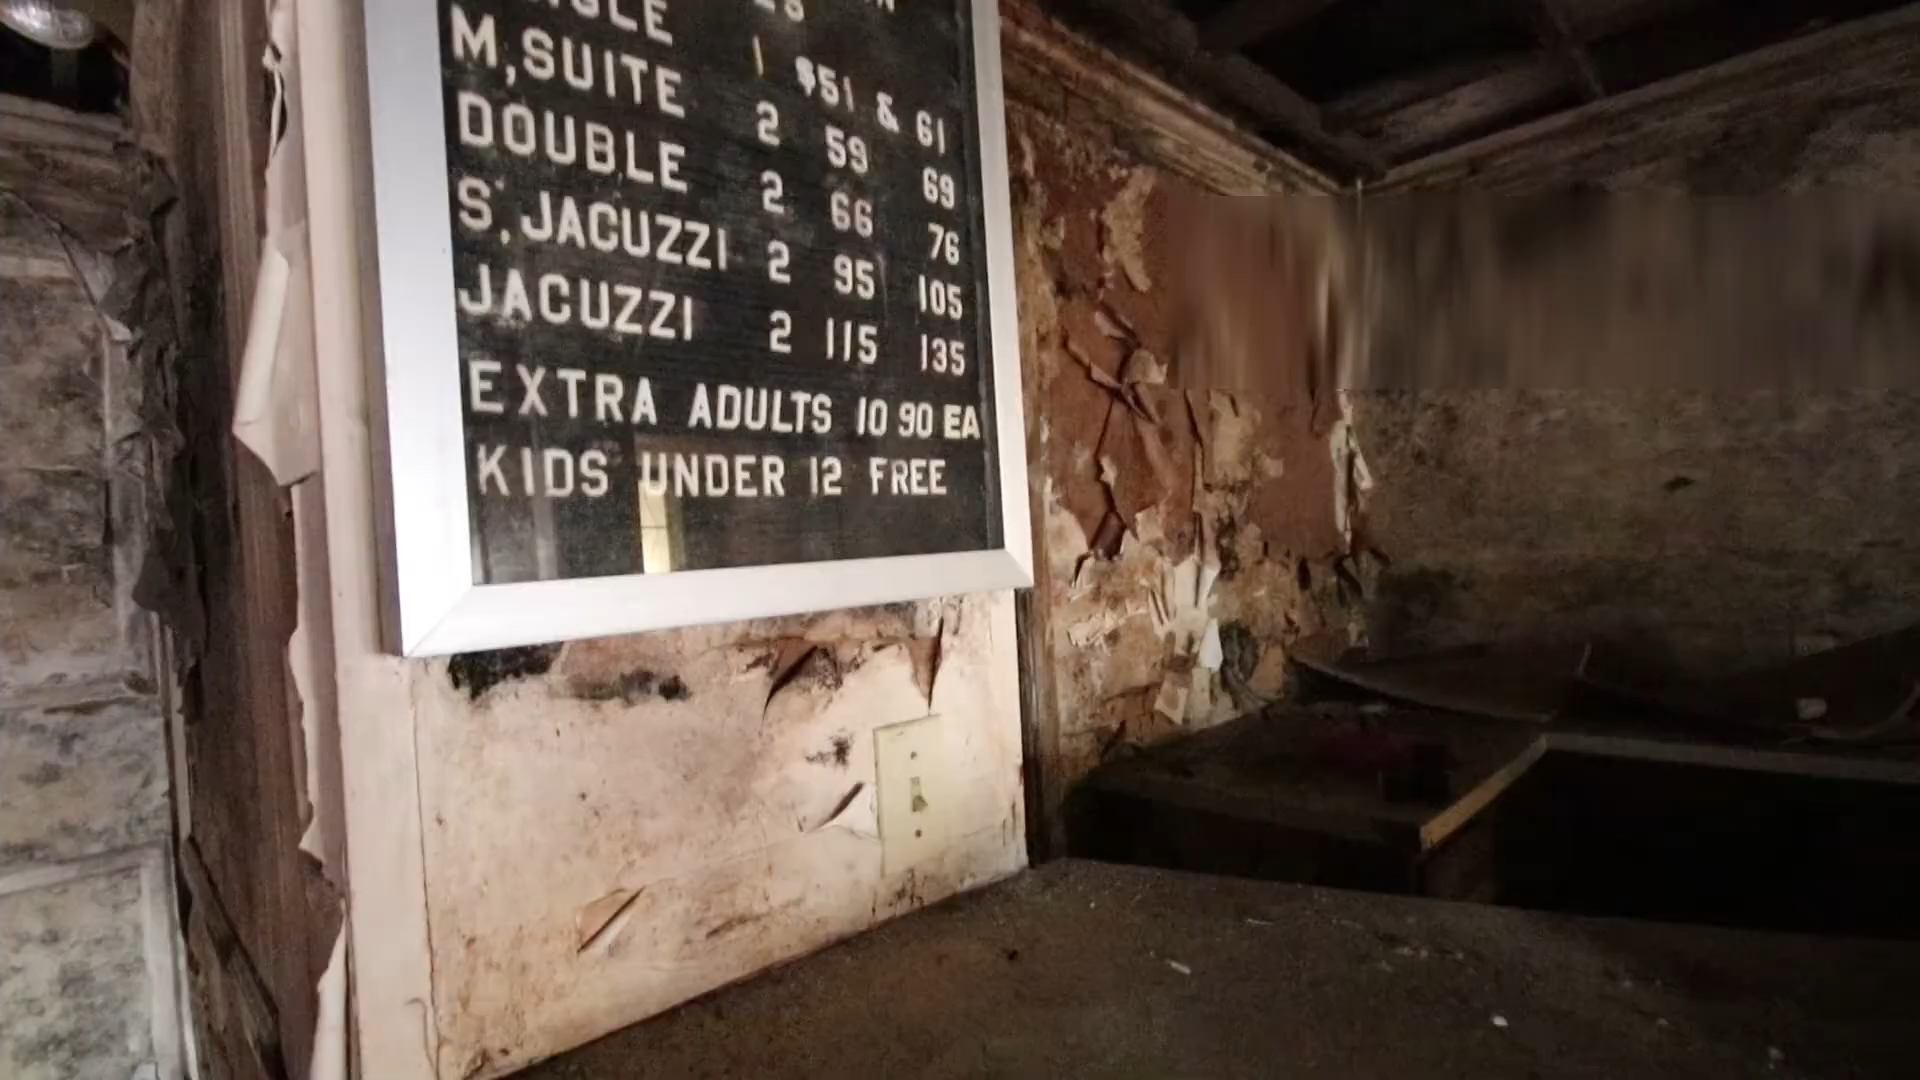 NGLE 1 $51 & 61
M,SUITE 2 59 69
DOUBLE 2 66 76
S,JACUZZI 2 95 105
JACUZZI 2 115 135
EXTRA ADULTS 10 90 EA
KIDS UNDER 12 FREE